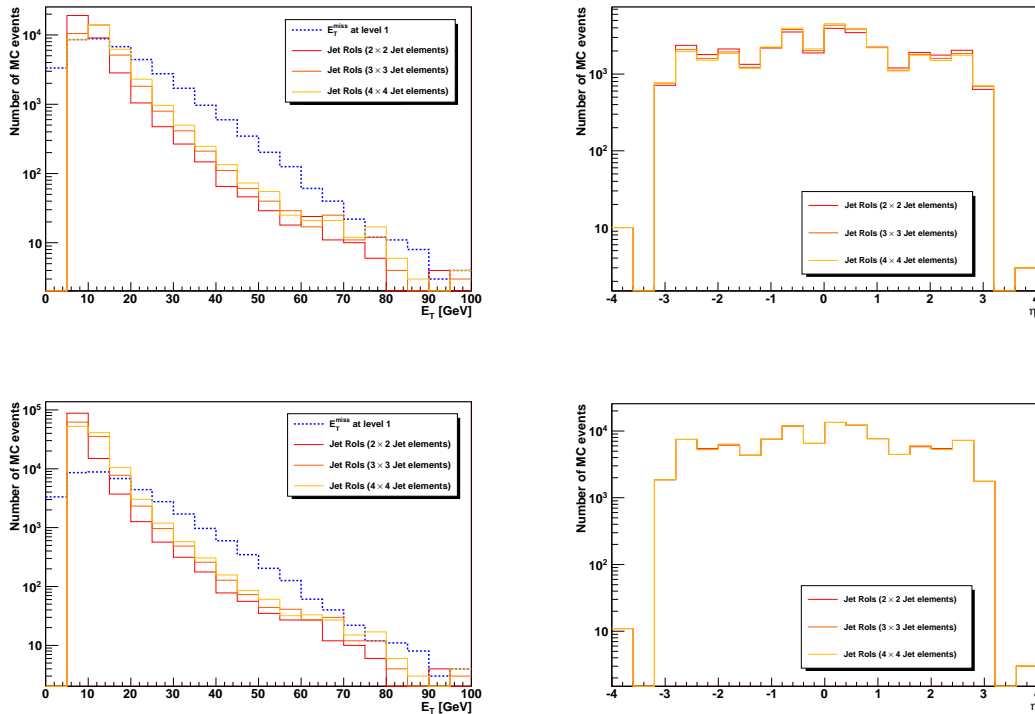 Number of MC events
10⁴
10³
10²
10
E_T^miss at level 1
Jet RoIs (2 × 2 Jet elements)
Jet RoIs (3 × 3 Jet elements)
Jet RoIs (4 × 4 Jet elements)
0 10 20 30 40 50 60 70 80 90 100
E_T [GeV]
Number of MC events
10³
10²
10
Jet RoIs (2 × 2 Jet elements)
Jet RoIs (3 × 3 Jet elements)
Jet RoIs (4 × 4 Jet elements)
-4 -3 -2 -1 0 1 2 3 4
η
Number of MC events
10⁵
10⁴
10³
10²
10
E_T^miss at level 1
Jet RoIs (2 × 2 Jet elements)
Jet RoIs (3 × 3 Jet elements)
Jet RoIs (4 × 4 Jet elements)
0 10 20 30 40 50 60 70 80 90 100
E_T [GeV]
Number of MC events
10⁴
10³
10²
10
Jet RoIs (2 × 2 Jet elements)
Jet RoIs (3 × 3 Jet elements)
Jet RoIs (4 × 4 Jet elements)
-4 -3 -2 -1 0 1 2 3 4
η